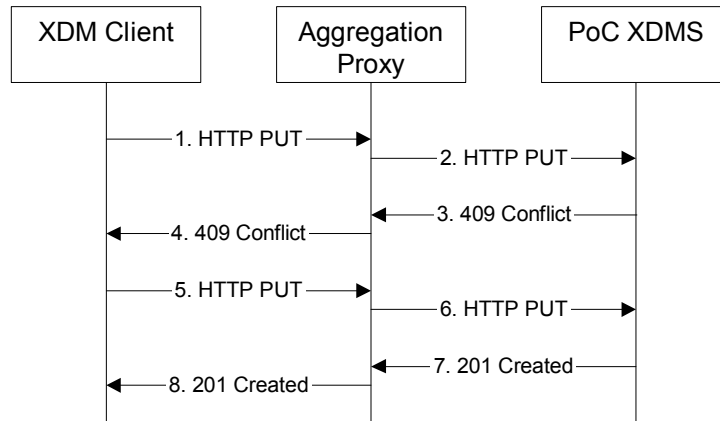 XDM Client
Aggregation
Proxy
PoC XDMS
1. HTTP PUT
2. HTTP PUT
3. 409 Conflict
4. 409 Conflict
5. HTTP PUT
6. HTTP PUT
7. 201 Created
8. 201 Created